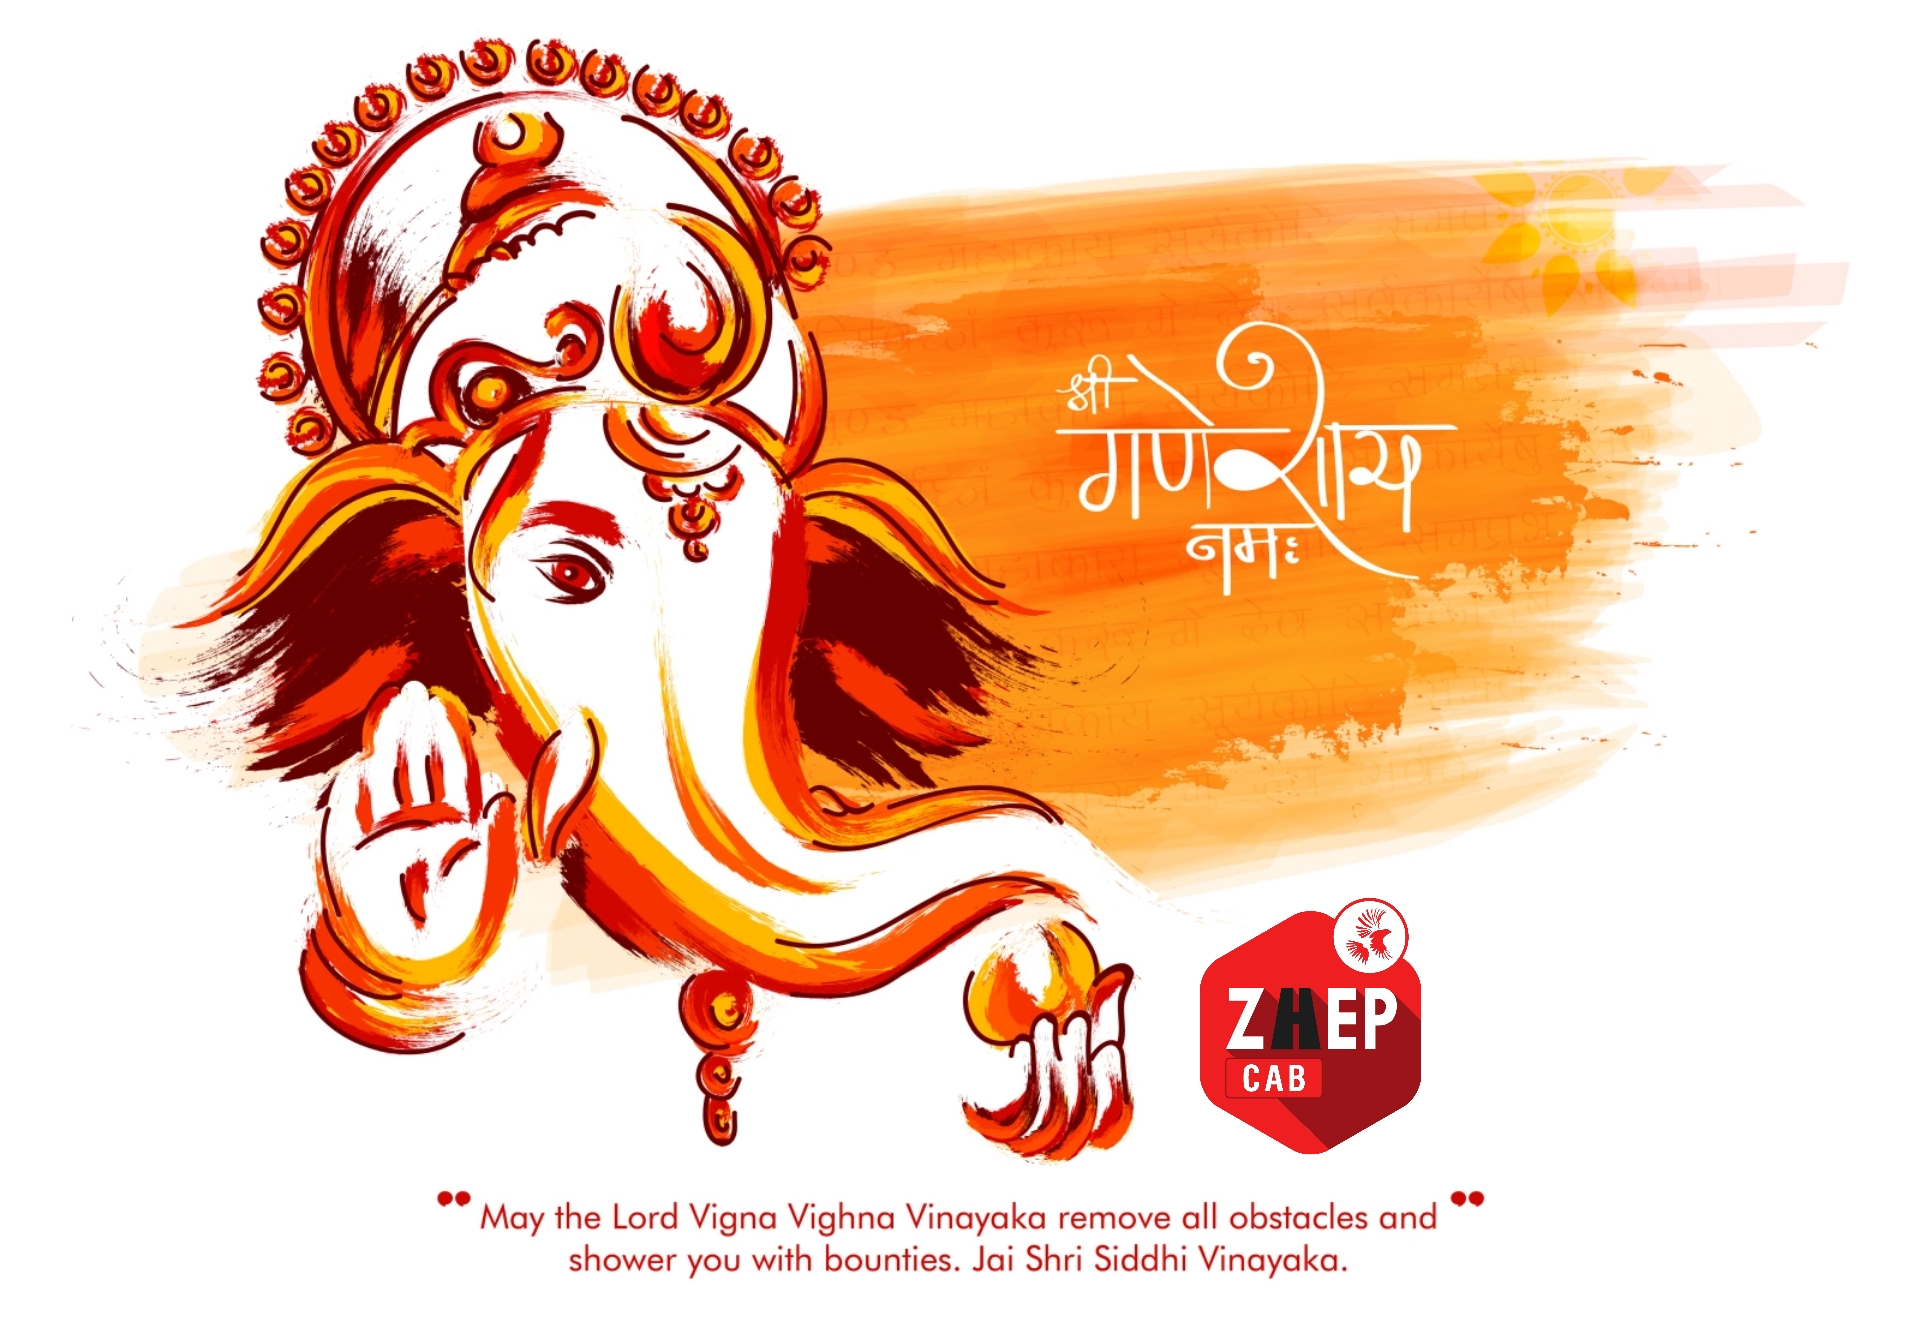 श्री
गणेशाय
नमः
ZHEP
CAB
❜❜ May the Lord Vigna Vighna Vinayaka remove all obstacles and ❜❜
shower you with bounties. Jai Shri Siddhi Vinayaka.